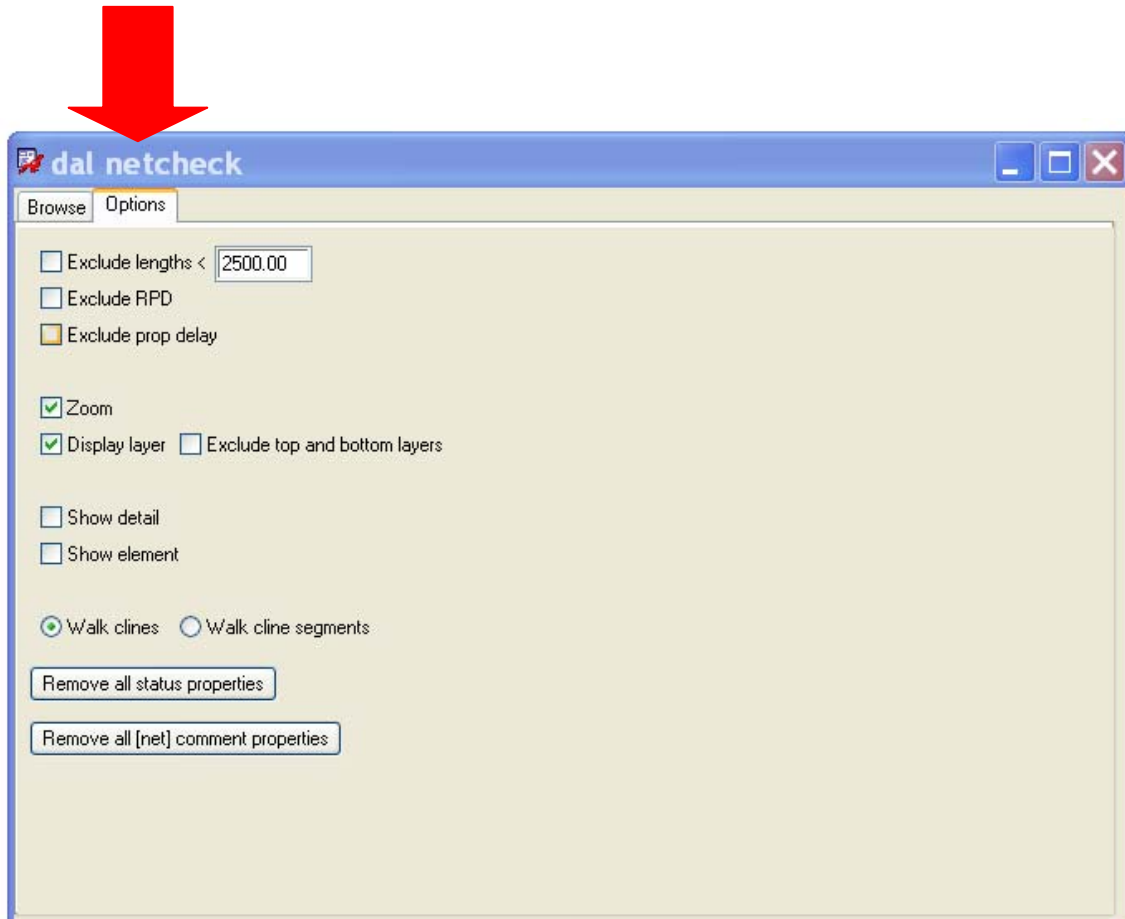 dal netcheck
Browse Options
Exclude lengths < 2500.00
Exclude RPD
Exclude prop delay
Zoom
Display layer Exclude top and bottom layers
Show detail
Show element
Walk clines Walk cline segments
Remove all status properties
Remove all [net] comment properties